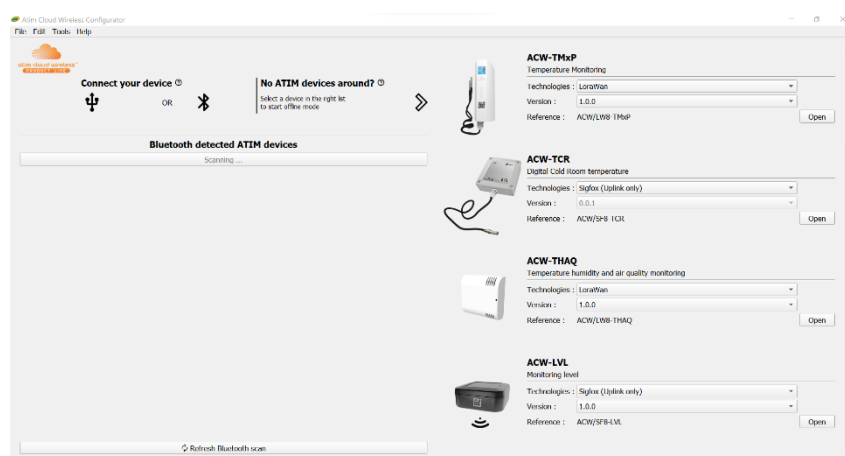 Atim Cloud Wireless Configurator
File Edit Tools Help
atim cloud wireless
PRODUCT LINE
Connect your device
OR
No ATIM devices around?
Select a device in the right list
to start offline mode
Bluetooth detected ATIM devices
Scanning ...
Refresh Bluetooth scan
ACW-TMxP
Temperature Monitoring
Technologies : LoraWan
Version : 1.0.0
Reference : ACW/LW8-TMxP Open
ACW-TCR
Digital Cold Room temperature
Technologies : Sigfox (Uplink only)
Version : 0.0.1
Reference : ACW/SF8-TCR Open
ACW-THAQ
Temperature humidity and air quality monitoring
Technologies : LoraWan
Version : 1.0.0
Reference : ACW/LW8-THAQ Open
ACW-LVL
Monitoring level
Technologies : Sigfox (Uplink only)
Version : 1.0.0
Reference : ACW/SF8-LVL Open